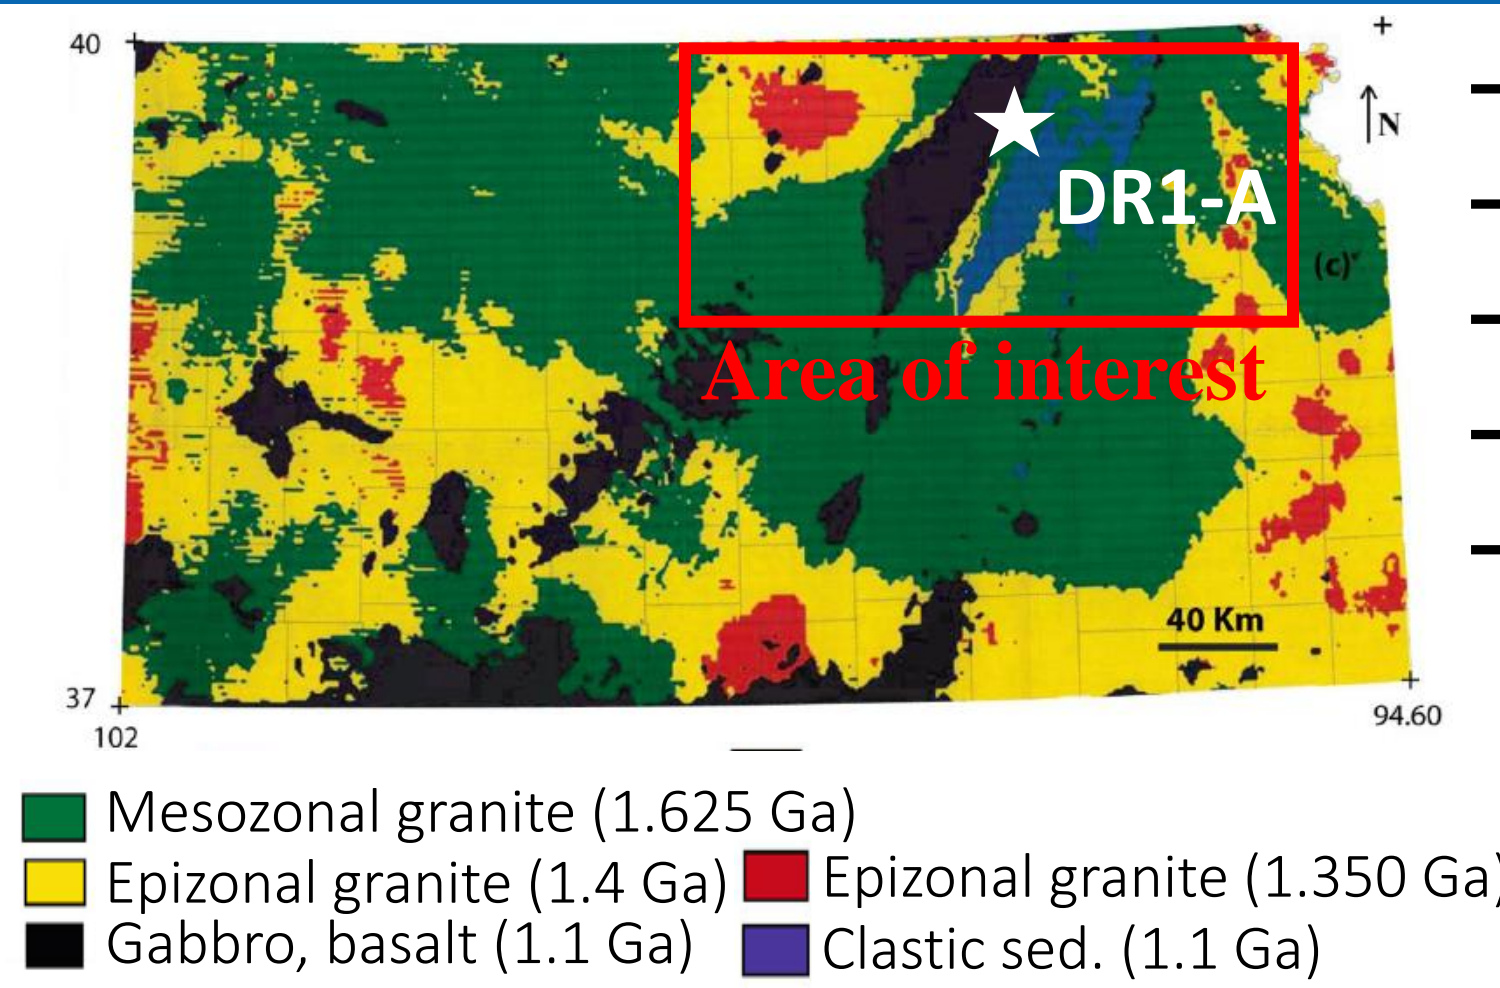 40
N
DR1-A
(c)
Area of interest
40 Km
37
102
94.60
Mesozonal granite (1.625 Ga)
Epizonal granite (1.4 Ga)
Epizonal granite (1.350 Ga)
Gabbro, basalt (1.1 Ga)
Clastic sed. (1.1 Ga)